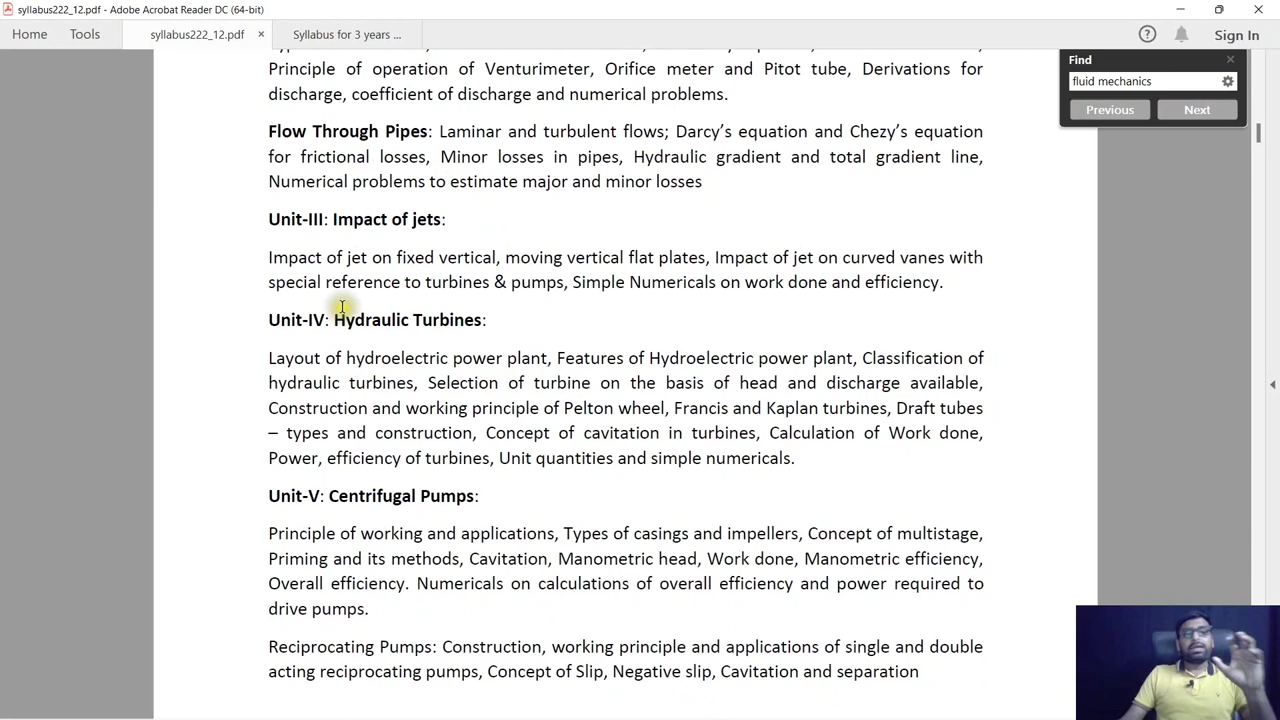 syllabus222_12.pdf - Adobe Acrobat Reader DC (64-bit)
Home Tools syllabus222_12.pdf × Syllabus for 3 years ... Sign In
Find
fluid mechanics
Previous Next
Principle of operation of Venturimeter, Orifice meter and Pitot tube, Derivations for
discharge, coefficient of discharge and numerical problems.
Flow Through Pipes: Laminar and turbulent flows; Darcy’s equation and Chezy’s equation
for frictional losses, Minor losses in pipes, Hydraulic gradient and total gradient line,
Numerical problems to estimate major and minor losses
Unit-III: Impact of jets:
Impact of jet on fixed vertical, moving vertical flat plates, Impact of jet on curved vanes with
special reference to turbines & pumps, Simple Numericals on work done and efficiency.
Unit-IV: Hydraulic Turbines:
Layout of hydroelectric power plant, Features of Hydroelectric power plant, Classification of
hydraulic turbines, Selection of turbine on the basis of head and discharge available,
Construction and working principle of Pelton wheel, Francis and Kaplan turbines, Draft tubes
– types and construction, Concept of cavitation in turbines, Calculation of Work done,
Power, efficiency of turbines, Unit quantities and simple numericals.
Unit-V: Centrifugal Pumps:
Principle of working and applications, Types of casings and impellers, Concept of multistage,
Priming and its methods, Cavitation, Manometric head, Work done, Manometric efficiency,
Overall efficiency. Numericals on calculations of overall efficiency and power required to
drive pumps.
Reciprocating Pumps: Construction, working principle and applications of single and double
acting reciprocating pumps, Concept of Slip, Negative slip, Cavitation and separation